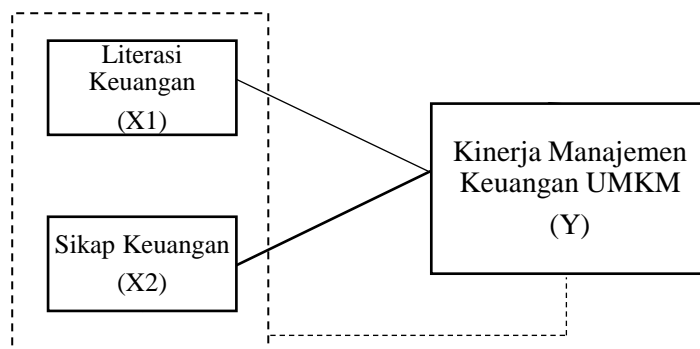 Literasi
Keuangan
(X1)
Sikap Keuangan
(X2)
Kinerja Manajemen
Keuangan UMKM
(Y)